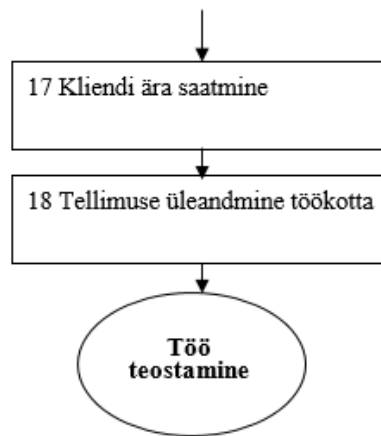 17 Kliendi ära saatmine
18 Tellimuse üleandmine töökotta
Töö
teostamine